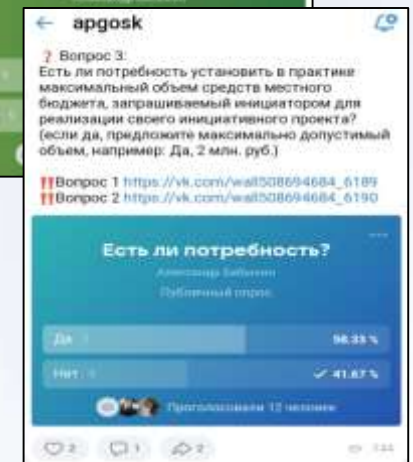 apgosk
❓ Вопрос 3:
Есть ли потребность установить в практике
максимальный объем средств местного
бюджета, запрашиваемый инициатором для
реализации своего инициативного проекта?
(если да, предложите максимально допустимый
объем, например: Да, 2 млн. руб.)
‼️Вопрос 1 https://vk.com/wall508694684_6189
‼️Вопрос 2 https://vk.com/wall508694684_6190
Есть ли потребность?
Публичный опрос
Да
58.33 %
Нет
✓ 41.67 %
Проголосовали 12 человек
2
1
2